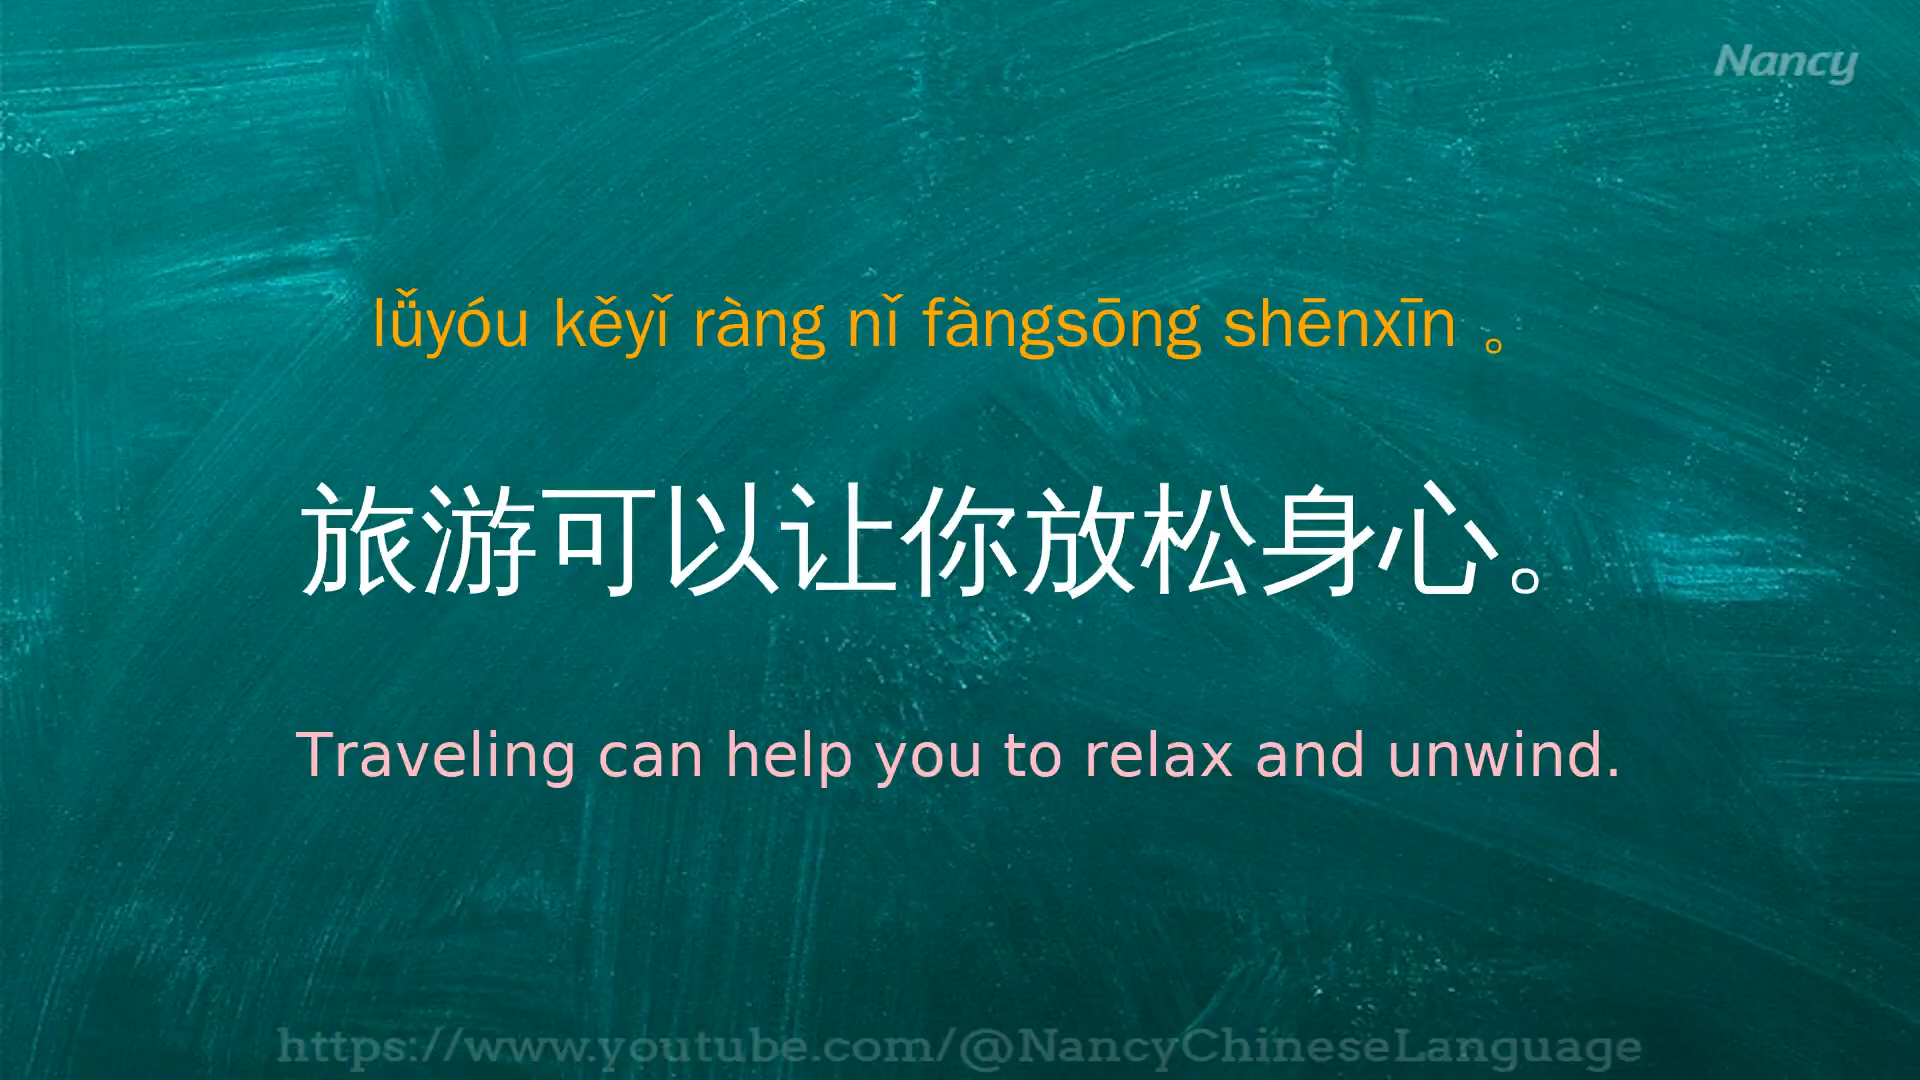 Nancy
lǚyóu kěyǐ ràng nǐ fàngsōng shēnxīn 。
旅游可以让你放松身心。
Traveling can help you to relax and unwind.
https://www.youtube.com/@NancyChineseLanguage